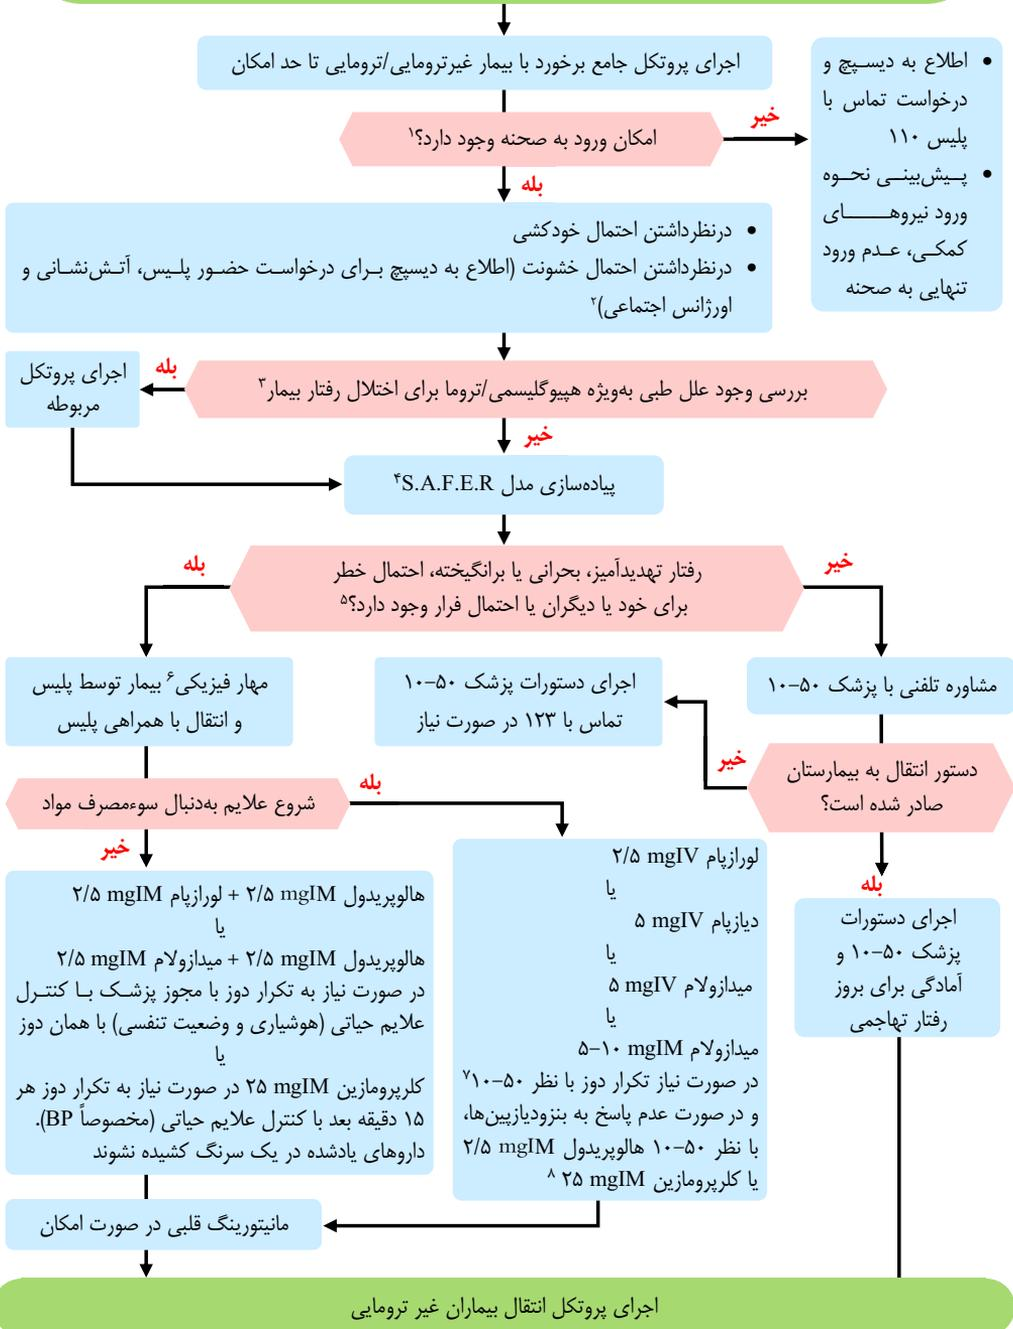 اجرای پروتکل جامع برخورد با بیمار غیرترومایی/ترومایی تا حد امکان
امکان ورود به صحنه وجود دارد؟۱
خیر
• اطلاع به دیسپچ و
درخواست تماس با
پلیس ۱۱۰
• پیش‌بینی نحوه
ورود نیروهای
کمکی، عدم ورود
تنهایی به صحنه
بله
• درنظرداشتن احتمال خودکشی
• درنظرداشتن احتمال خشونت (اطلاع به دیسپچ برای درخواست حضور پلیس، آتش‌نشانی و
اورژانس اجتماعی)۲
بررسی وجود علل طبی به‌ویژه هیپوگلیسمی/تروما برای اختلال رفتار بیمار۳
بله
اجرای پروتکل
مربوطه
خیر
پیاده‌سازی مدل S.A.F.E.R۴
رفتار تهدیدآمیز، بحرانی یا برانگیخته، احتمال خطر
برای خود یا دیگران یا احتمال فرار وجود دارد؟۵
خیر
بله
مشاوره تلفنی با پزشک ۵۰–۱۰
دستور انتقال به بیمارستان
صادر شده است؟
خیر
اجرای دستورات پزشک ۵۰–۱۰
تماس با ۱۲۳ در صورت نیاز
بله
اجرای دستورات
پزشک ۵۰–۱۰ و
آمادگی برای بروز
رفتار تهاجمی
مهار فیزیکی۶ بیمار توسط پلیس
و انتقال با همراهی پلیس
شروع علایم به‌دنبال سوءمصرف مواد
بله
لورازپام ۲/۵ mgIV
یا
دیازپام ۵ mgIV
یا
میدازولام ۵ mgIV
یا
میدازولام ۵–۱۰ mgIM
در صورت نیاز تکرار دوز با نظر ۵۰–۱۰۷
و در صورت عدم پاسخ به بنزودیازپین‌ها،
با نظر ۵۰–۱۰ هالوپریدول ۲/۵ mgIM
یا کلرپرومازین ۲۵ mgIM ۸
خیر
هالوپریدول ۲/۵ mgIM + لورازپام ۲/۵ mgIM
یا
هالوپریدول ۲/۵ mgIM + میدازولام ۲/۵ mgIM
در صورت نیاز به تکرار دوز با مجوز پزشک با کنترل
علایم حیاتی (هوشیاری و وضعیت تنفسی) با همان دوز
یا
کلرپرومازین ۲۵ mgIM در صورت نیاز به تکرار دوز هر
۱۵ دقیقه بعد با کنترل علایم حیاتی (مخصوصاً BP).
داروهای یادشده در یک سرنگ کشیده نشوند
مانیتورینگ قلبی در صورت امکان
اجرای پروتکل انتقال بیماران غیر ترومایی